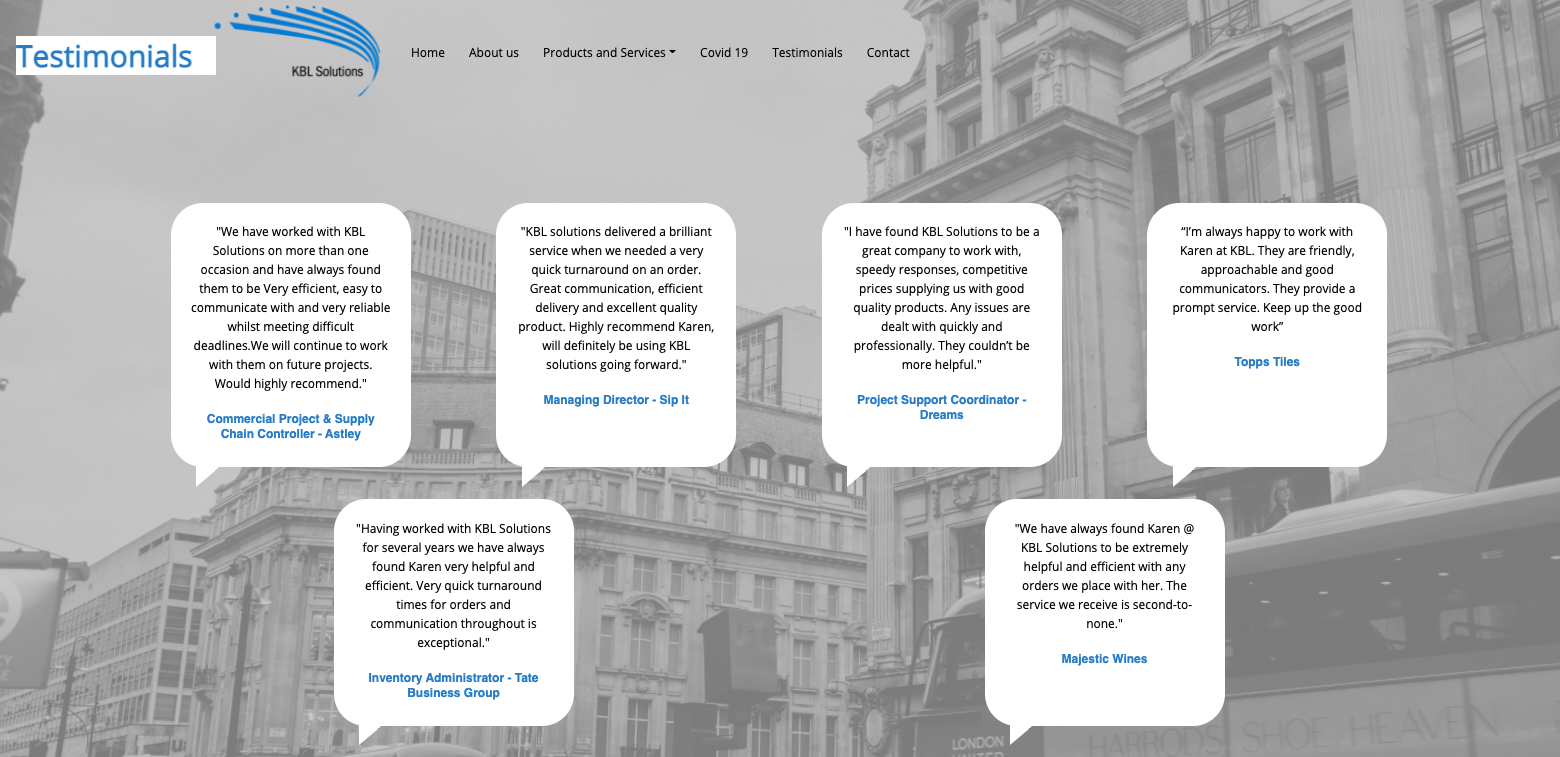 Testimonials
KBL Solutions
Home About us Products and Services Covid 19 Testimonials Contact
"We have worked with KBL
Solutions on more than one
occasion and have always found
them to be Very efficient, easy to
communicate with and very reliable
whilst meeting difficult
deadlines.We will continue to work
with them on future projects.
Would highly recommend."
Commercial Project & Supply
Chain Controller - Astley
"KBL solutions delivered a brilliant
service when we needed a very
quick turnaround on an order.
Great communication, efficient
delivery and excellent quality
product. Highly recommend Karen,
will definitely be using KBL
solutions going forward."
Managing Director - Sip It
"I have found KBL Solutions to be a
great company to work with,
speedy responses, competitive
prices supplying us with good
quality products. Any issues are
dealt with quickly and
professionally. They couldn’t be
more helpful."
Project Support Coordinator -
Dreams
“I’m always happy to work with
Karen at KBL. They are friendly,
approachable and good
communicators. They provide a
prompt service. Keep up the good
work”
Topps Tiles
"Having worked with KBL Solutions
for several years we have always
found Karen very helpful and
efficient. Very quick turnaround
times for orders and
communication throughout is
exceptional."
Inventory Administrator - Tate
Business Group
"We have always found Karen @
KBL Solutions to be extremely
helpful and efficient with any
orders we place with her. The
service we receive is second-to-
none."
Majestic Wines
HARRODS SHOE HEAVEN
LONDON
UNITED